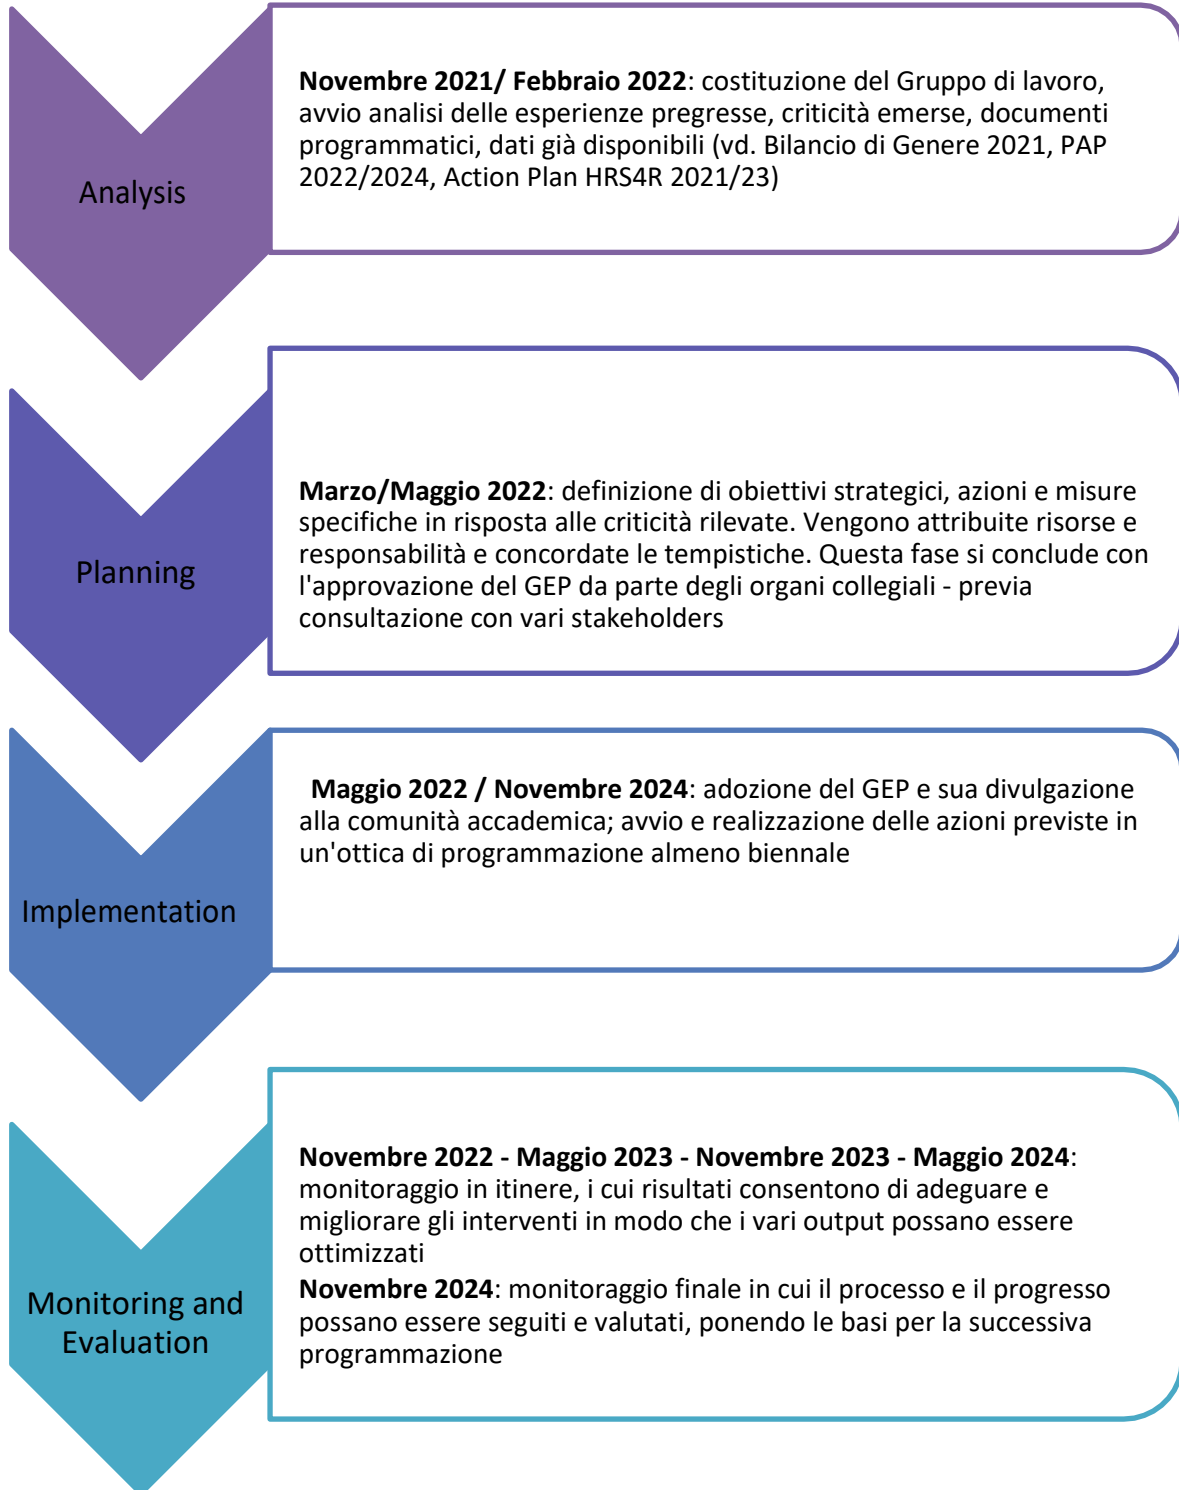 Analysis
Novembre 2021/ Febbraio 2022: costituzione del Gruppo di lavoro,
avvio analisi delle esperienze pregresse, criticità emerse, documenti
programmatici, dati già disponibili (vd. Bilancio di Genere 2021, PAP
2022/2024, Action Plan HRS4R 2021/23)
Planning
Marzo/Maggio 2022: definizione di obiettivi strategici, azioni e misure
specifiche in risposta alle criticità rilevate. Vengono attribuite risorse e
responsabilità e concordate le tempistiche. Questa fase si conclude con
l'approvazione del GEP da parte degli organi collegiali - previa
consultazione con vari stakeholders
Implementation
Maggio 2022 / Novembre 2024: adozione del GEP e sua divulgazione
alla comunità accademica; avvio e realizzazione delle azioni previste in
un'ottica di programmazione almeno biennale
Monitoring and
Evaluation
Novembre 2022 - Maggio 2023 - Novembre 2023 - Maggio 2024:
monitoraggio in itinere, i cui risultati consentono di adeguare e
migliorare gli interventi in modo che i vari output possano essere
ottimizzati
Novembre 2024: monitoraggio finale in cui il processo e il progresso
possano essere seguiti e valutati, ponendo le basi per la successiva
programmazione